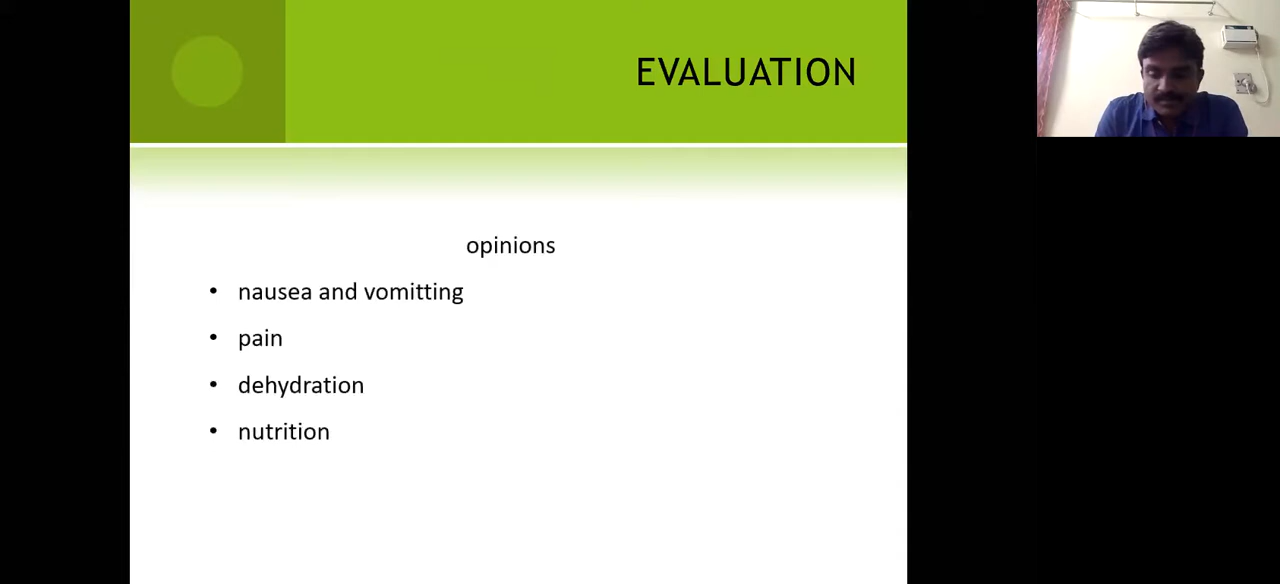 EVALUATION
opinions
• nausea and vomitting
• pain
• dehydration
• nutrition